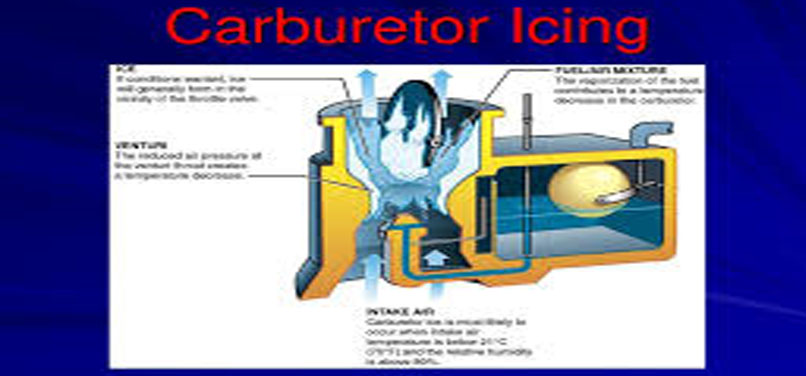 Carburetor Icing
ICE
If conditions warrant, ice
will generally form in the
vicinity of the throttle valve.
FUEL-AIR MIXTURE
The vaporization of the fuel
contributes to a temperature
decrease in the carburetor.
VENTURI
The reduced air pressure at
the venturi throat creates
a temperature decrease.
INTAKE AIR
Carburetor ice is most likely to
occur when intake air
temperature is below 21°C
(70°F) and the relative humidity
is above 80%.